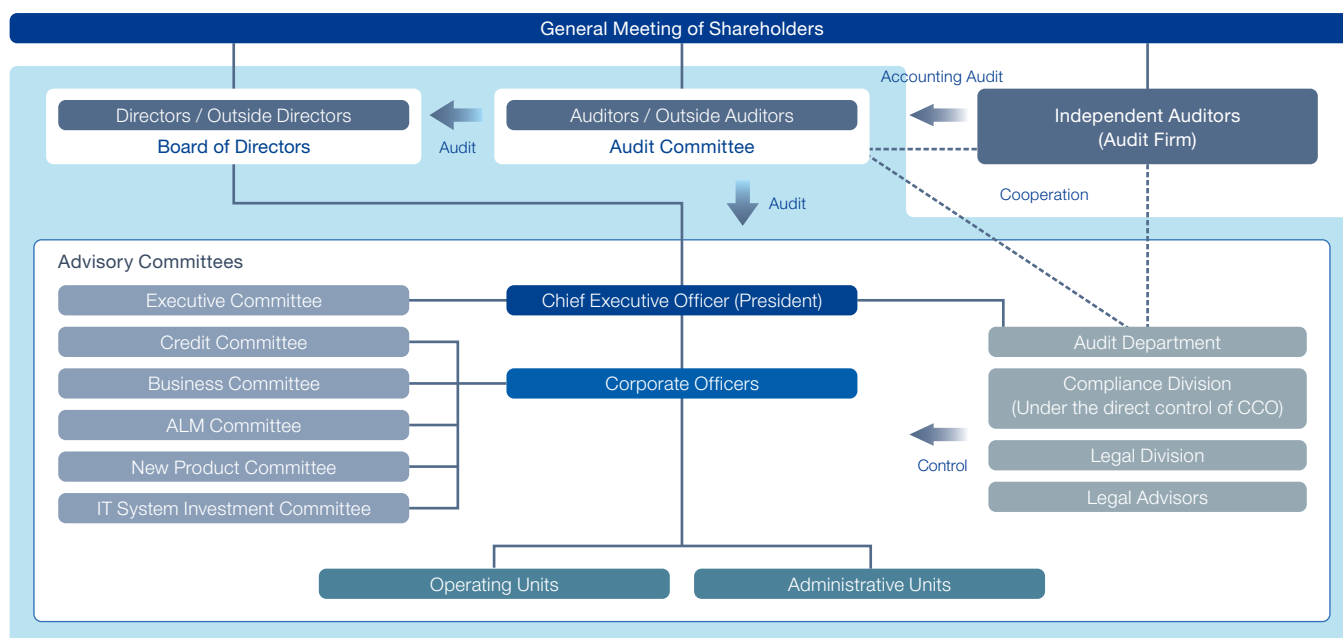 General Meeting of Shareholders
Accounting Audit
Directors / Outside Directors
Board of Directors
Audit
Auditors / Outside Auditors
Audit Committee
Independent Auditors
(Audit Firm)
Cooperation
Audit
Advisory Committees
Executive Committee
Credit Committee
Business Committee
ALM Committee
New Product Committee
IT System Investment Committee
Chief Executive Officer (President)
Corporate Officers
Audit Department
Compliance Division
(Under the direct control of CCO)
Control
Legal Division
Legal Advisors
Operating Units
Administrative Units